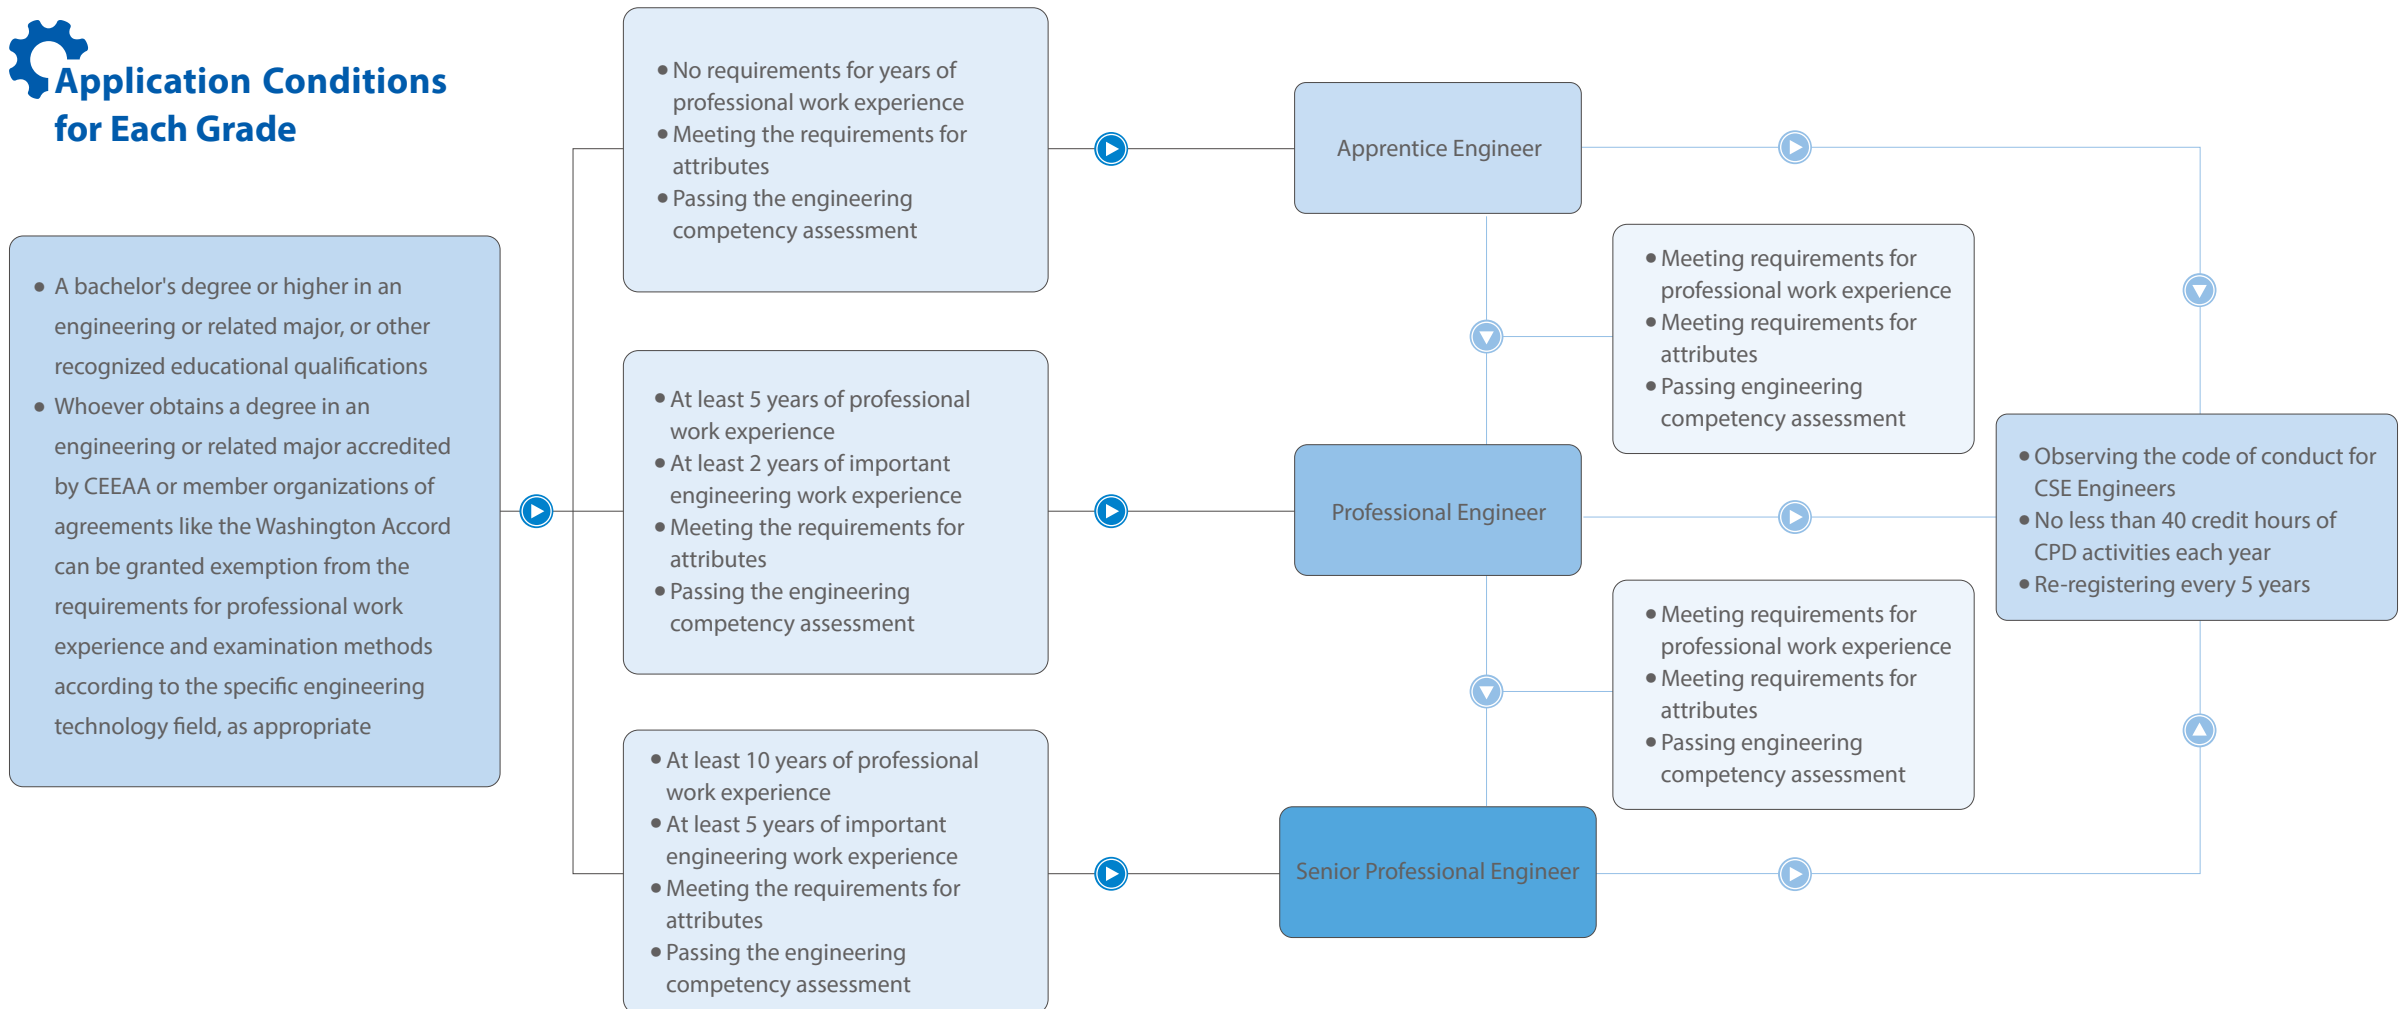 Application Conditions
for Each Grade
● A bachelor's degree or higher in an
engineering or related major, or other
recognized educational qualifications
● Whoever obtains a degree in an
engineering or related major accredited
by CEEAA or member organizations of
agreements like the Washington Accord
can be granted exemption from the
requirements for professional work
experience and examination methods
according to the specific engineering
technology field, as appropriate
● No requirements for years of
professional work experience
● Meeting the requirements for
attributes
● Passing the engineering
competency assessment
● At least 5 years of professional
work experience
● At least 2 years of important
engineering work experience
● Meeting the requirements for
attributes
● Passing the engineering
competency assessment
● At least 10 years of professional
work experience
● At least 5 years of important
engineering work experience
● Meeting the requirements for
attributes
● Passing the engineering
competency assessment
Apprentice Engineer
Professional Engineer
Senior Professional Engineer
● Meeting requirements for
professional work experience
● Meeting requirements for
attributes
● Passing engineering
competency assessment
● Meeting requirements for
professional work experience
● Meeting requirements for
attributes
● Passing engineering
competency assessment
● Observing the code of conduct for
CSE Engineers
● No less than 40 credit hours of
CPD activities each year
● Re-registering every 5 years